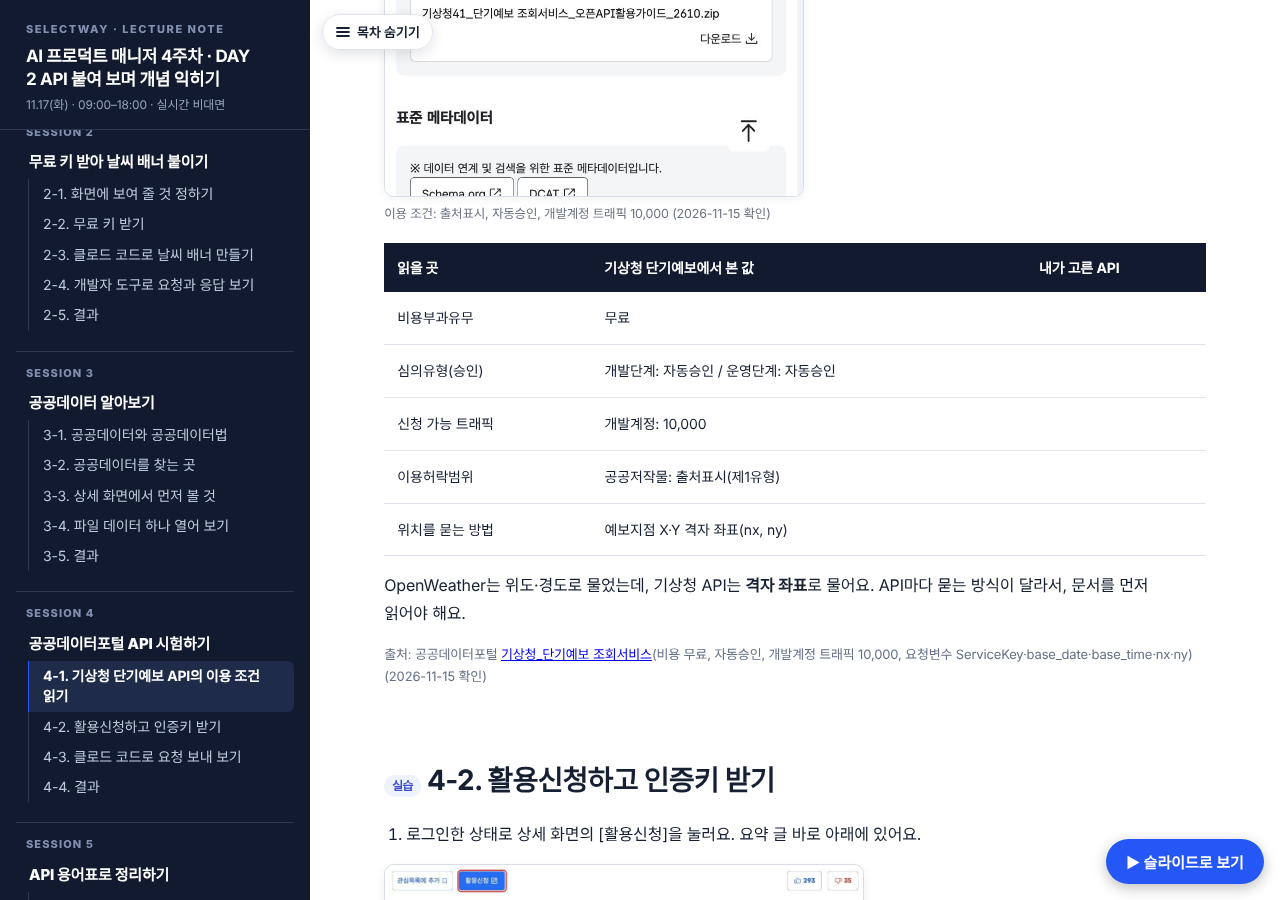 SELECTWAY · LECTURE NOTE
AI 프로덕트 매니저 4주차 · DAY
2 API 붙여 보며 개념 익히기
11.17(화) · 09:00–18:00 · 실시간 비대면
SESSION 2
무료 키 받아 날씨 배너 붙이기
2-1. 화면에 보여 줄 것 정하기
2-2. 무료 키 받기
2-3. 클로드 코드로 날씨 배너 만들기
2-4. 개발자 도구로 요청과 응답 보기
2-5. 결과
SESSION 3
공공데이터 알아보기
3-1. 공공데이터와 공공데이터법
3-2. 공공데이터를 찾는 곳
3-3. 상세 화면에서 먼저 볼 것
3-4. 파일 데이터 하나 열어 보기
3-5. 결과
SESSION 4
공공데이터포털 API 시험하기
4-1. 기상청 단기예보 API의 이용 조건
읽기
4-2. 활용신청하고 인증키 받기
4-3. 클로드 코드로 요청 보내 보기
4-4. 결과
SESSION 5
API 용어표로 정리하기
목차 숨기기
기상청41_단기예보 조회서비스_오픈API활용가이드_2610.zip
다운로드
표준 메타데이터
※ 데이터 연계 및 검색을 위한 표준 메타데이터입니다.
Schema.org DCAT
이용 조건: 출처표시, 자동승인, 개발계정 트래픽 10,000 (2026-11-15 확인)
읽을 곳 기상청 단기예보에서 본 값 내가 고른 API
비용부과유무 무료
심의유형(승인) 개발단계: 자동승인 / 운영단계: 자동승인
신청 가능 트래픽 개발계정: 10,000
이용허락범위 공공저작물: 출처표시(제1유형)
위치를 묻는 방법 예보지점 X·Y 격자 좌표(nx, ny)
OpenWeather는 위도·경도로 물었는데, 기상청 API는 격자 좌표로 물어요. API마다 묻는 방식이 달라서, 문서를 먼저
읽어야 해요.
출처: 공공데이터포털 기상청_단기예보 조회서비스(비용 무료, 자동승인, 개발계정 트래픽 10,000, 요청변수 ServiceKey·base_date·base_time·nx·ny)
(2026-11-15 확인)
실습 4-2. 활용신청하고 인증키 받기
1. 로그인한 상태로 상세 화면의 [활용신청]을 눌러요. 요약 글 바로 아래에 있어요.
관심목록에 추가 활용신청 293 35
▶ 슬라이드로 보기